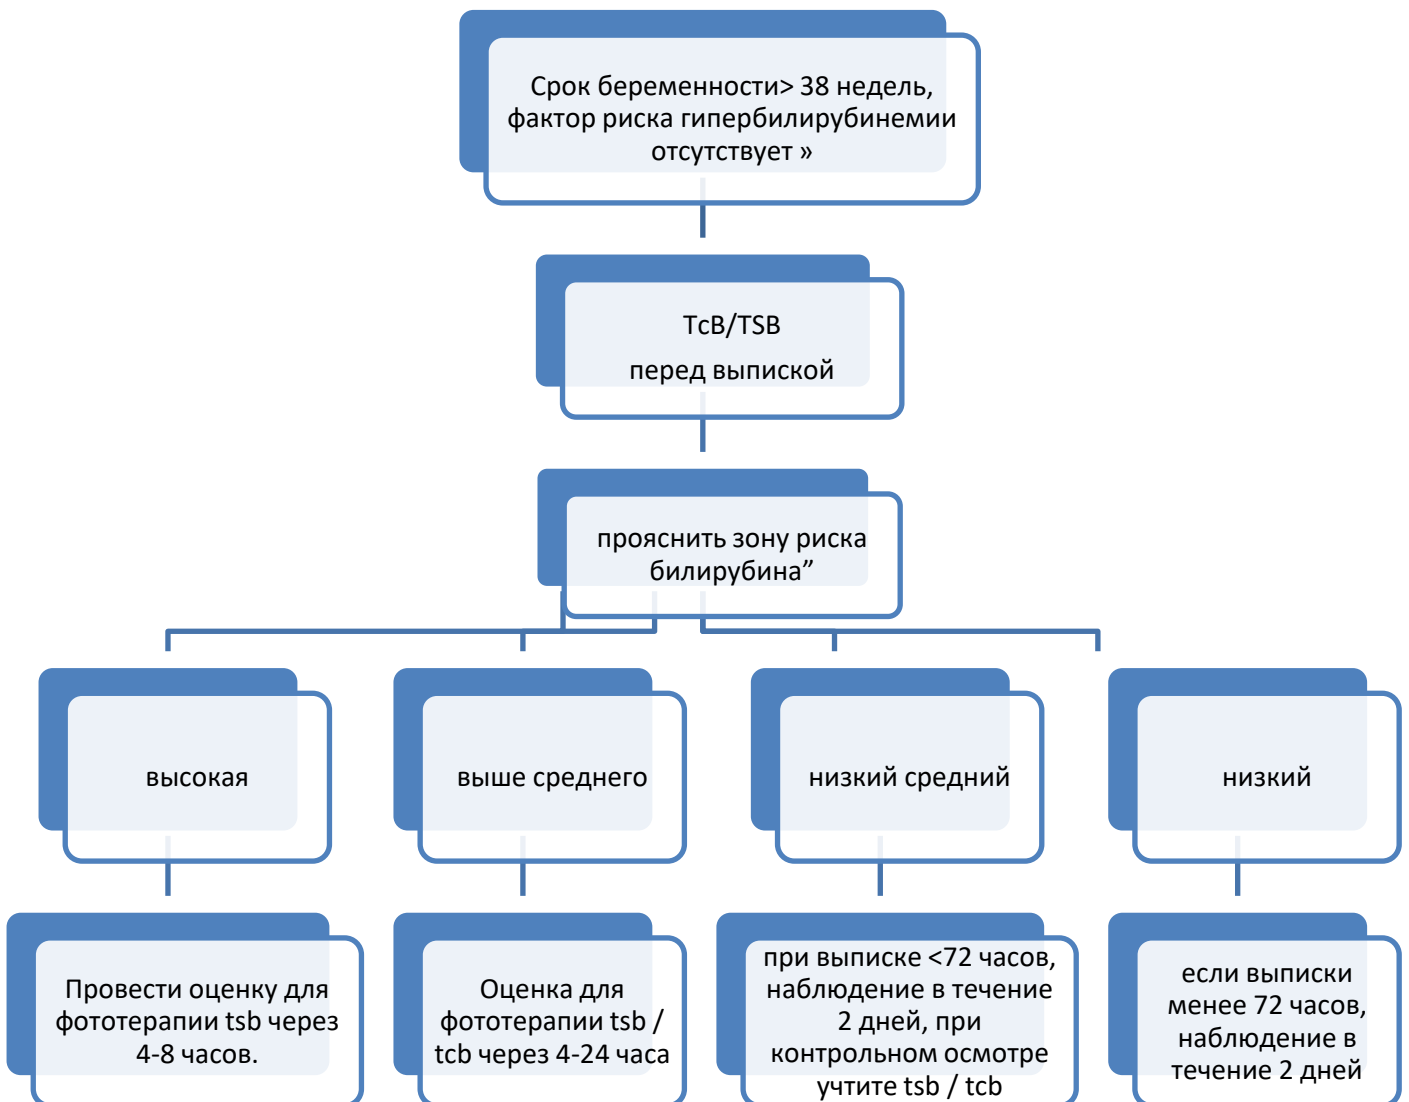 Срок беременности> 38 недель,
фактор риска гипербилирубинемии
отсутствует »
TcB/TSB
перед выпиской
прояснить зону риска
билирубина”
высокая
выше среднего
низкий средний
низкий
Провести оценку для
фототерапии tsb через
4-8 часов.
Оценка для
фототерапии tsb /
tcb через 4-24 часа
при выписке <72 часов,
наблюдение в течение
2 дней, при
контрольном осмотре
учтите tsb / tcb
если выписки
менее 72 часов,
наблюдение в
течение 2 дней